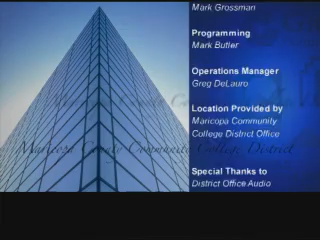 Mark Grossman
Programming
Mark Butler
Operations Manager
Greg DeLauro
Location Provided by
Maricopa Community
College District Office
Maricopa County Community College District
Special Thanks to
District Office Audio